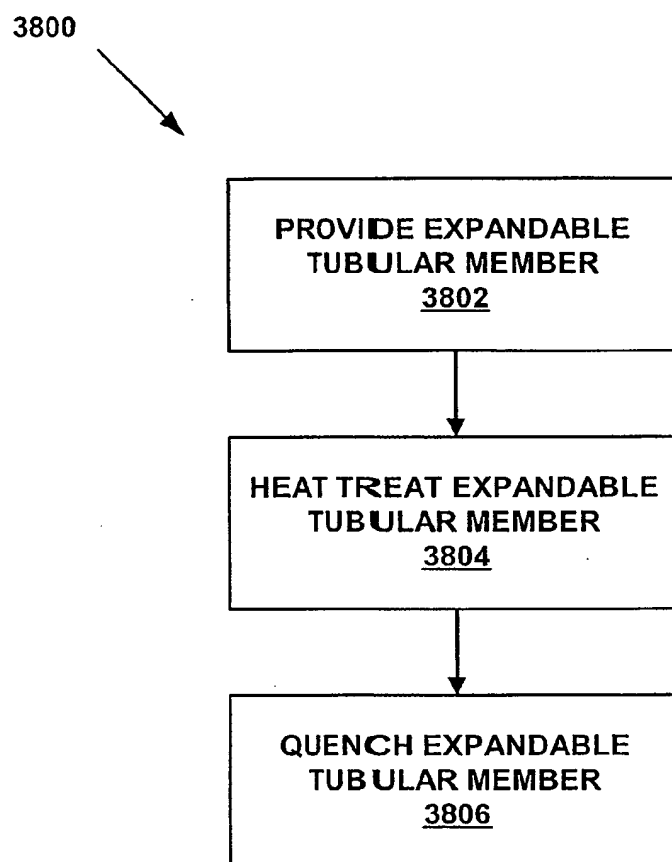 3800
PROVIDE EXPANDABLE
TUBULAR MEMBER
3802
HEAT TREAT EXPANDABLE
TUBULAR MEMBER
3804
QUENCH EXPANDABLE
TUBULAR MEMBER
3806